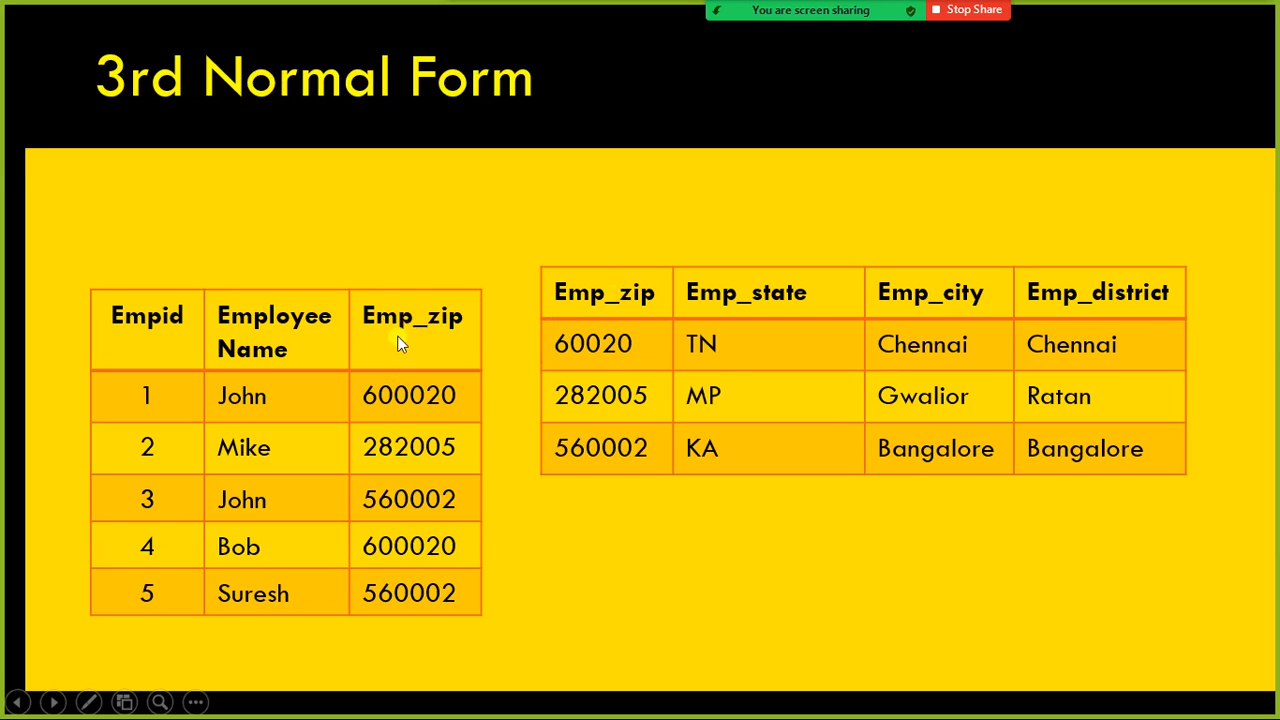 You are screen sharing
Stop Share
3rd Normal Form
Empid Employee Name Emp_zip
1 John 600020
2 Mike 282005
3 John 560002
4 Bob 600020
5 Suresh 560002
Emp_zip Emp_state Emp_city Emp_district
60020 TN Chennai Chennai
282005 MP Gwalior Ratan
560002 KA Bangalore Bangalore